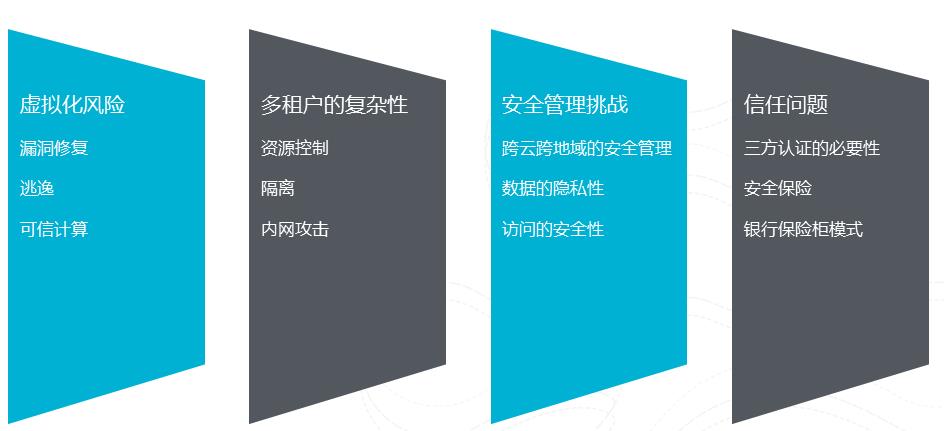 虚拟化风险
漏洞修复
逃逸
可信计算
多租户的复杂性
资源控制
隔离
内网攻击
安全管理挑战
跨云跨地域的安全管理
数据的隐私性
访问的安全性
信任问题
三方认证的必要性
安全保险
银行保险柜模式